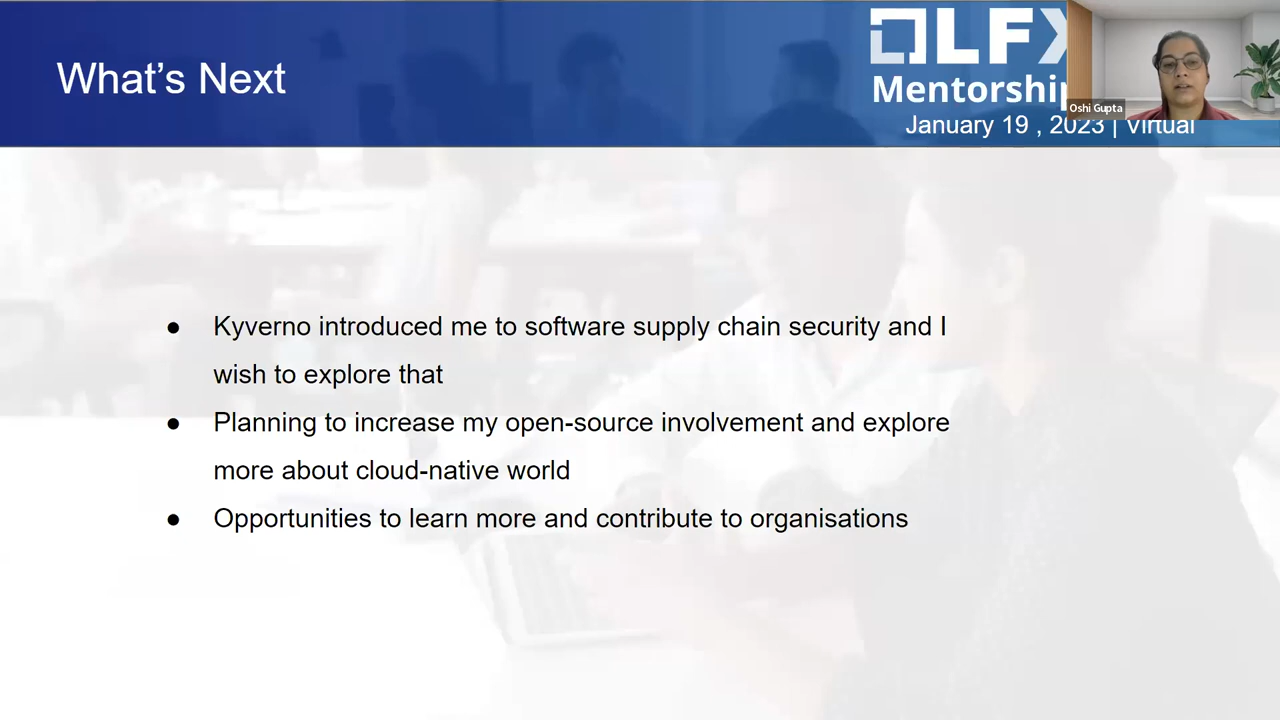 What's Next
LFX
Mentorship
Oshi Gupta
January 19 , 2023 | Virtual
● Kyverno introduced me to software supply chain security and I
wish to explore that
● Planning to increase my open-source involvement and explore
more about cloud-native world
● Opportunities to learn more and contribute to organisations